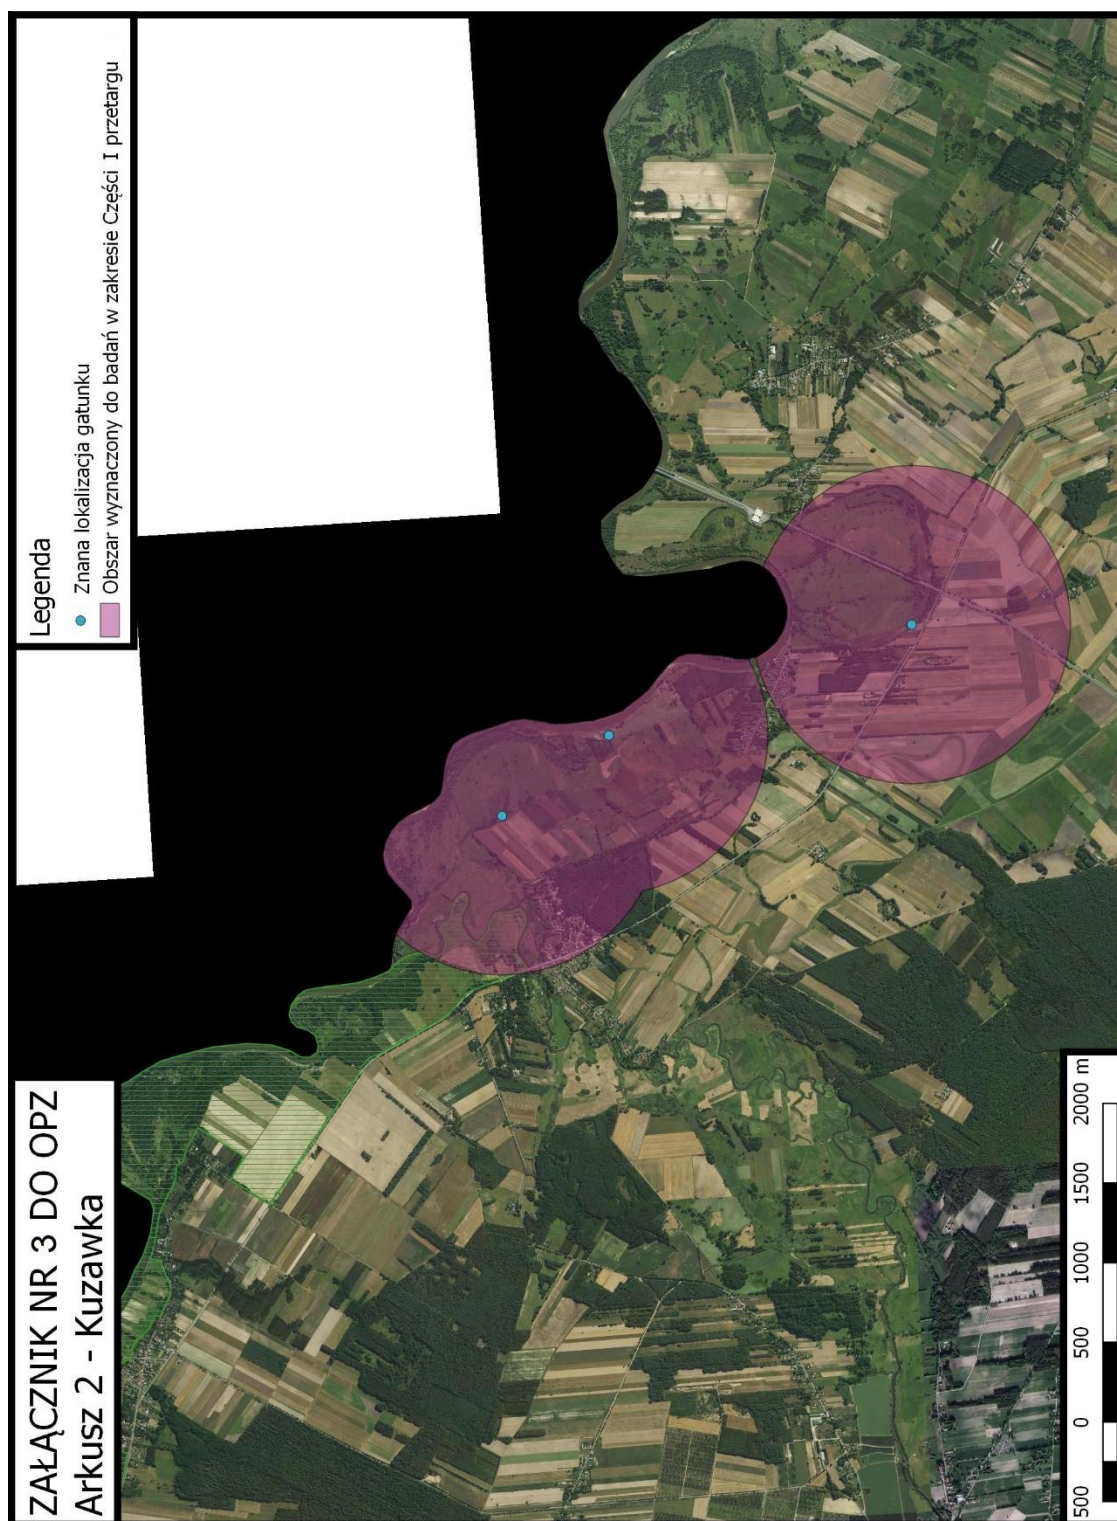 ZAŁĄCZNIK NR 3 DO OPZ
Arkusz 2 - Kuzawka
Legenda
Znana lokalizacja gatunku
Obszar wyznaczony do badań w zakresie Części I przetargu
500 0 500 1000 1500 2000 m